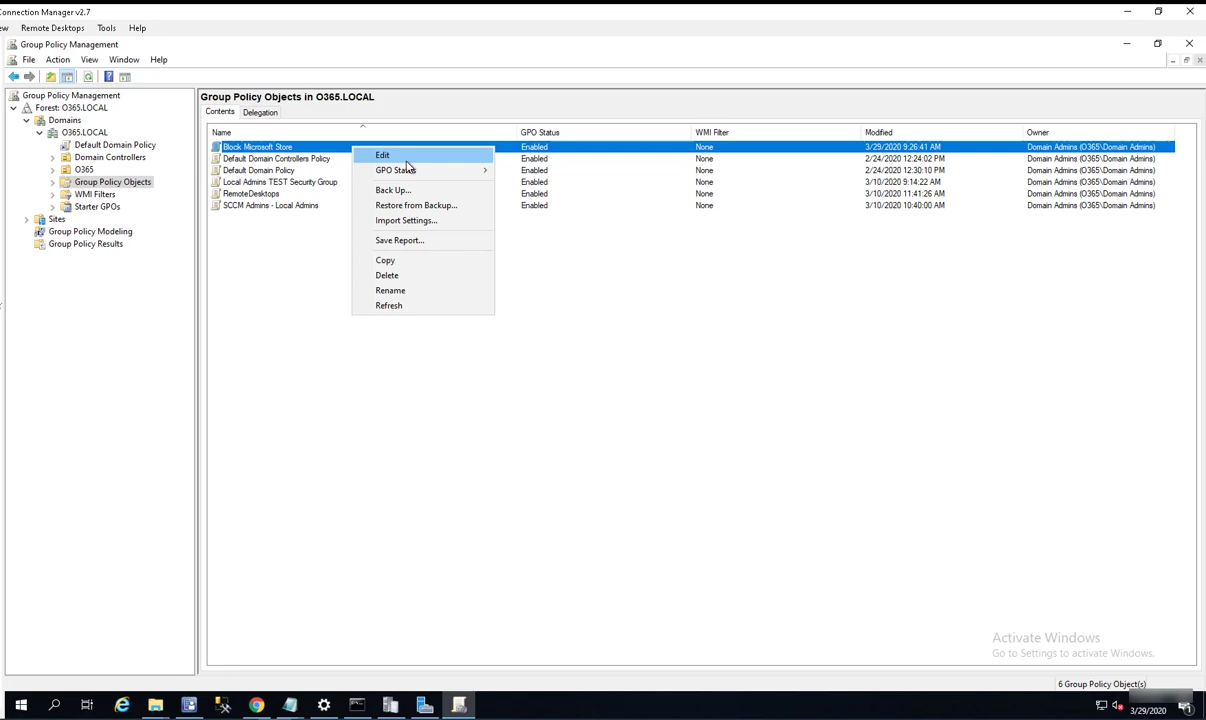 Connection Manager v2.7
ew Remote Desktops Tools Help
Group Policy Management
File Action View Window Help
Group Policy Management
Forest: O365.LOCAL
Domains
O365.LOCAL
Default Domain Policy
Domain Controllers
O365
Group Policy Objects
WMI Filters
Starter GPOs
Sites
Group Policy Modeling
Group Policy Results
Group Policy Objects in O365.LOCAL
Contents Delegation
Name GPO Status WMI Filter Modified Owner
Block Microsoft Store Enabled None 3/29/2020 9:26:41 AM Domain Admins (O365\Domain Admins)
Default Domain Controllers Policy None 2/24/2020 12:24:02 PM Domain Admins (O365\Domain Admins)
Enabled
Default Domain Policy Enabled None 2/24/2020 12:30:10 PM Domain Admins (O365\Domain Admins)
Local Admins TEST Security Group Enabled None 3/10/2020 9:14:22 AM Domain Admins (O365\Domain Admins)
RemoteDesktops Enabled None 3/10/2020 11:41:26 AM Domain Admins (O365\Domain Admins)
SCCM Admins - Local Admins Enabled None 3/10/2020 10:40:00 AM Domain Admins (O365\Domain Admins)
Edit
GPO Status
Back Up...
Restore from Backup...
Import Settings...
Save Report...
Copy
Delete
Rename
Refresh
Activate Windows
Go to Settings to activate Windows.
6 Group Policy Object(s)
3/29/2020
1